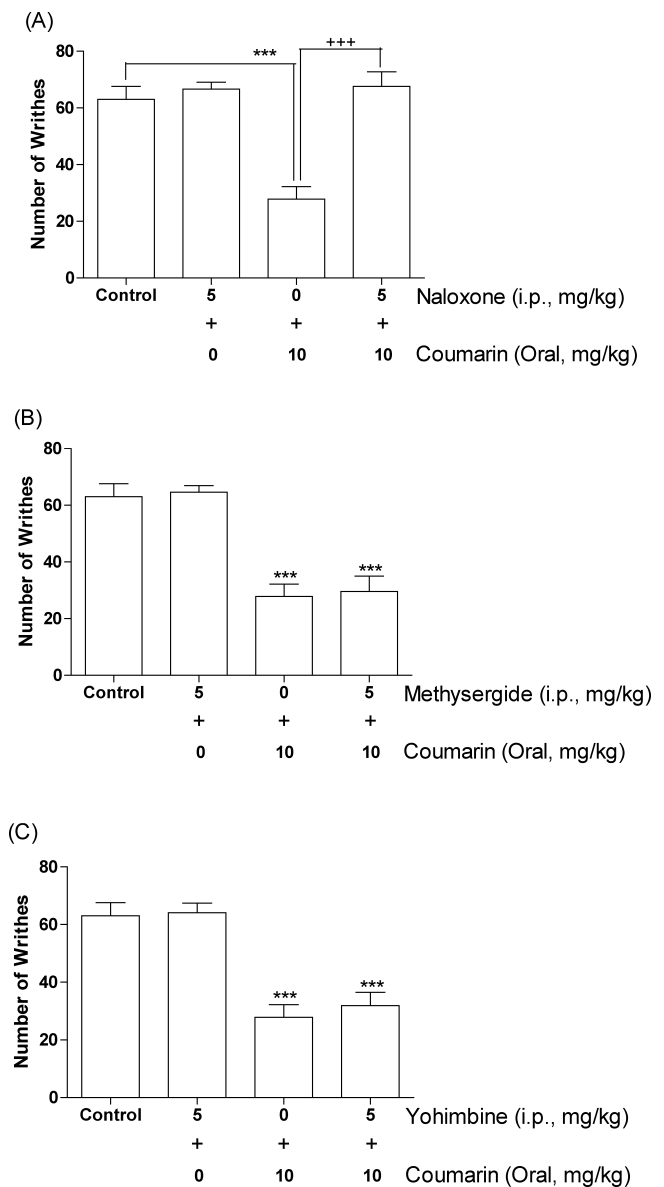 (A)
80
60
40
20
0
Number of Writhes
***
+++
Control 5 0 5 Naloxone (i.p., mg/kg)
+ + +
0 10 10 Coumarin (Oral, mg/kg)
(B)
80
60
40
20
0
Number of Writhes
*** ***
Control 5 0 5 Methysergide (i.p., mg/kg)
+ + +
0 10 10 Coumarin (Oral, mg/kg)
(C)
80
60
40
20
0
Number of Writhes
*** ***
Control 5 0 5 Yohimbine (i.p., mg/kg)
+ + +
0 10 10 Coumarin (Oral, mg/kg)